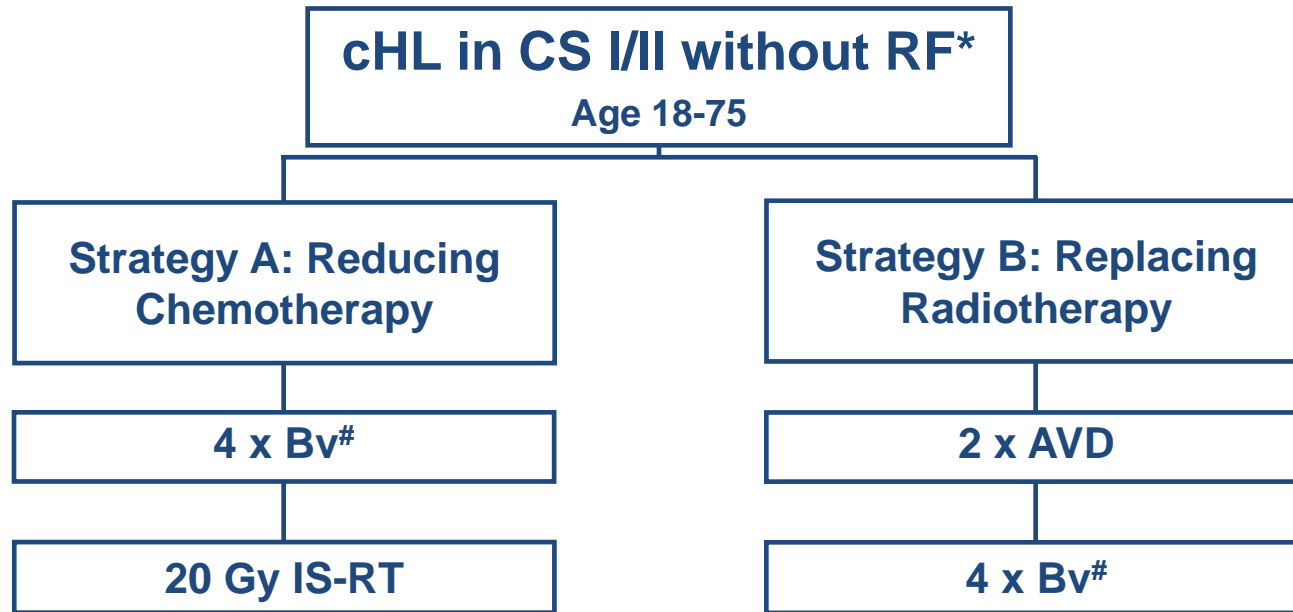 cHL in CS I/II without RF*
Age 18-75
Strategy A: Reducing
Chemotherapy
4 x Bv#
20 Gy IS-RT
Strategy B: Replacing
Radiotherapy
2 x AVD
4 x Bv#